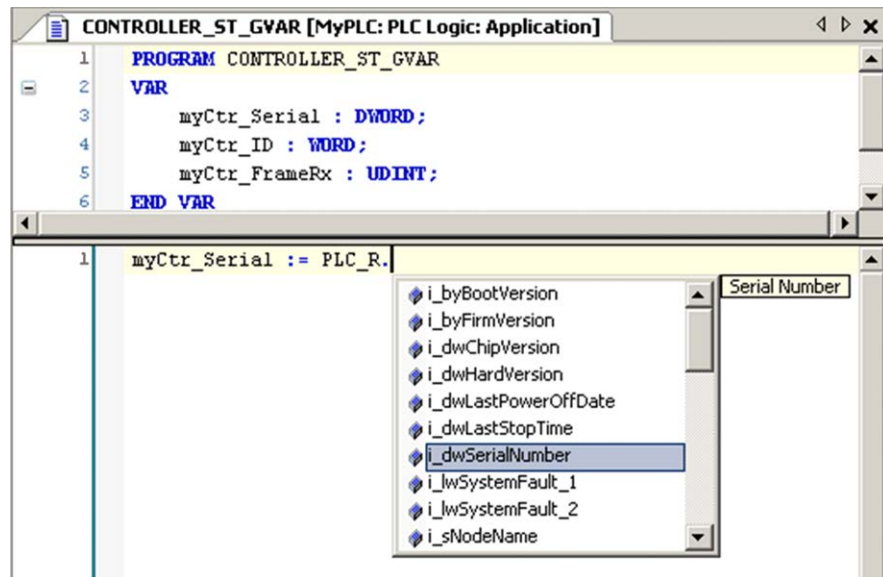 CONTROLLER_ST_GVAR [MyPLC: PLC Logic: Application]
1 PROGRAM CONTROLLER_ST_GVAR
2 VAR
3 myCtr_Serial : DWORD;
4 myCtr_ID : WORD;
5 myCtr_FrameRx : UDINT;
6 END_VAR
1 myCtr_Serial := PLC_R.
i_byBootVersion
Serial Number
i_byFirmVersion
i_dwChipVersion
i_dwHardVersion
i_dwLastPowerOffDate
i_dwLastStopTime
i_dwSerialNumber
i_lwSystemFault_1
i_lwSystemFault_2
i_sNodeName